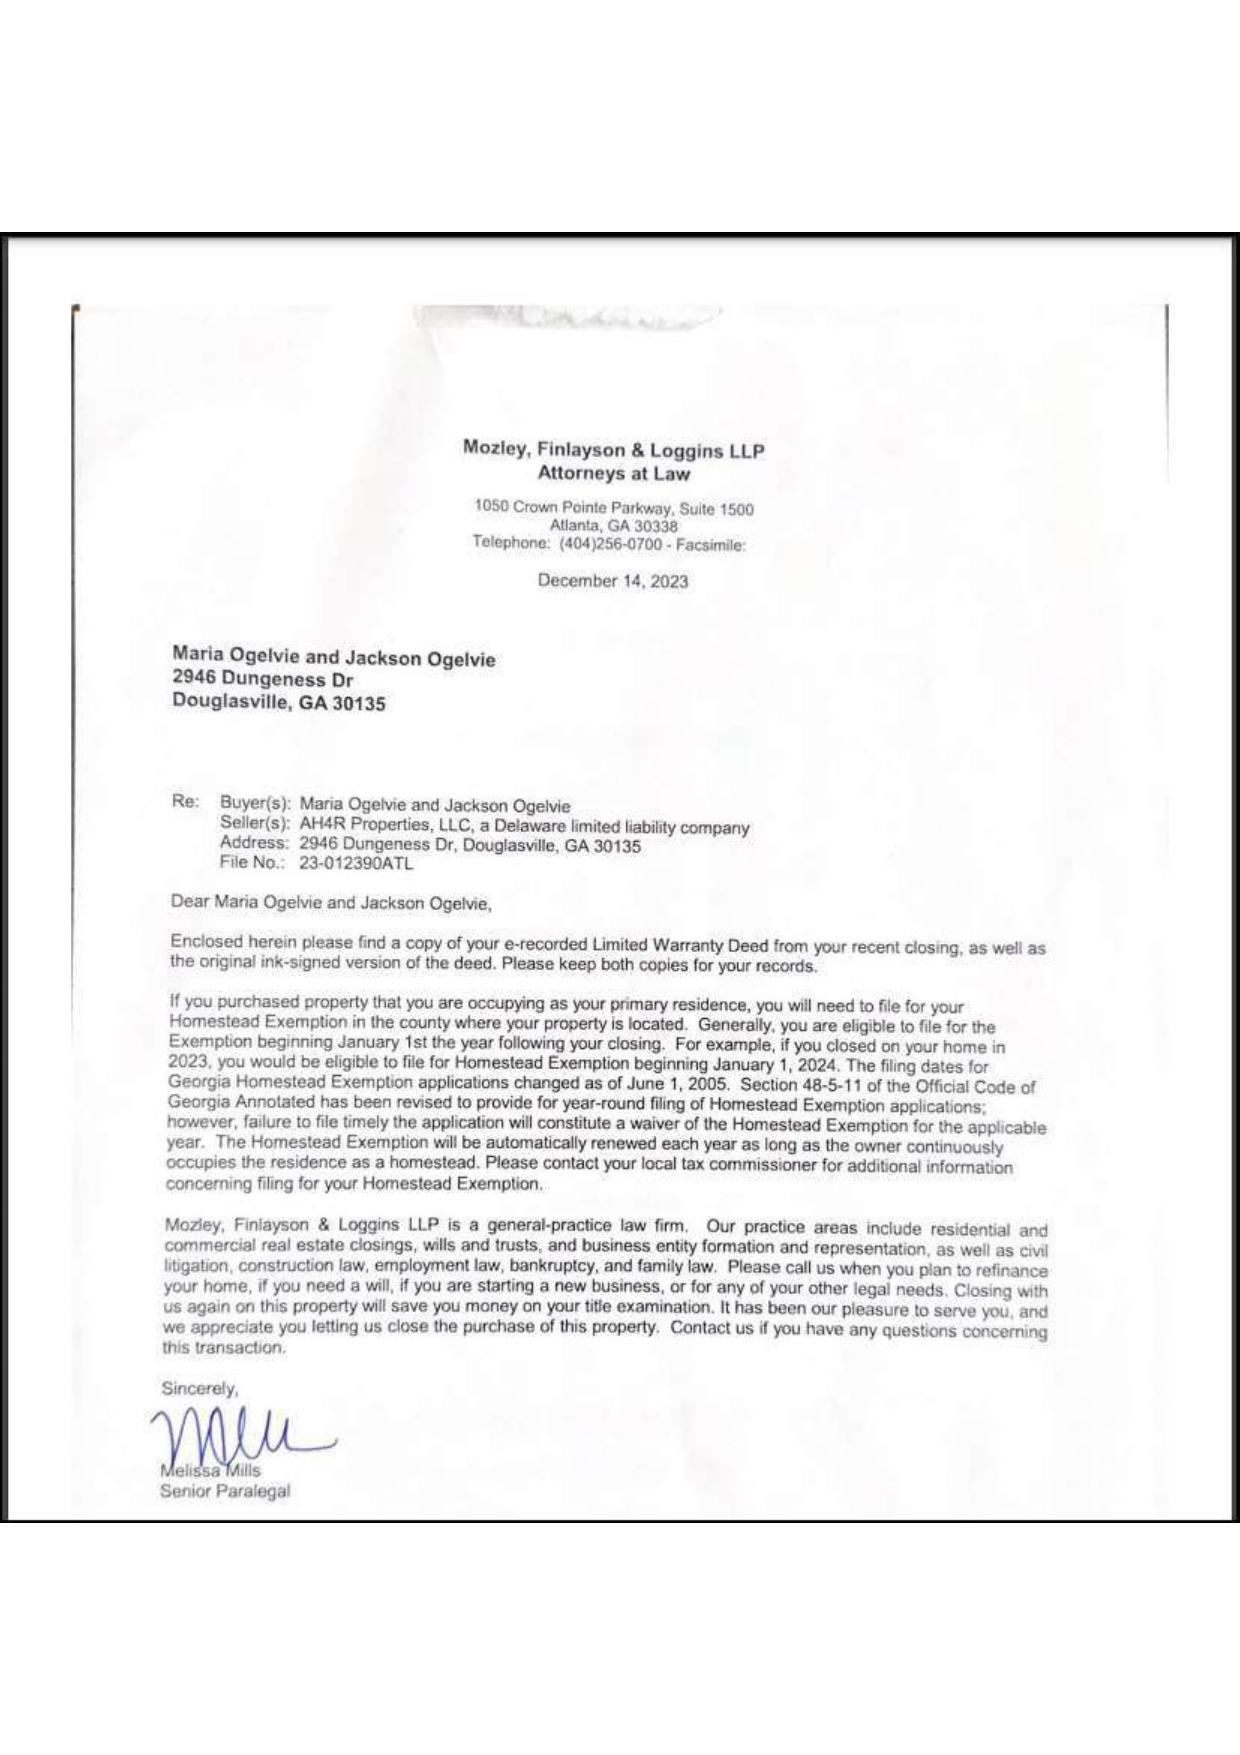 Mozley, Finlayson & Loggins LLP
Attorneys at Law
1050 Crown Pointe Parkway, Suite 1500
Atlanta, GA 30338
Telephone: (404)256-0700 - Facsimile:
December 14, 2023
Maria Ogelvie and Jackson Ogelvie
2946 Dungeness Dr
Douglasville, GA 30135
Re: Buyer(s): Maria Ogelvie and Jackson Ogelvie
Seller(s): AH4R Properties, LLC, a Delaware limited liability company
Address: 2946 Dungeness Dr, Douglasville, GA 30135
File No.: 23-012390ATL
Dear Maria Ogelvie and Jackson Ogelvie,
Enclosed herein please find a copy of your e-recorded Limited Warranty Deed from your recent closing, as well as
the original ink-signed version of the deed. Please keep both copies for your records.
If you purchased property that you are occupying as your primary residence, you will need to file for your
Homestead Exemption in the county where your property is located. Generally, you are eligible to file for the
Exemption beginning January 1st the year following your closing. For example, if you closed on your home in
2023, you would be eligible to file for Homestead Exemption beginning January 1, 2024. The filing dates for
Georgia Homestead Exemption applications changed as of June 1, 2005. Section 48-5-11 of the Official Code of
Georgia Annotated has been revised to provide for year-round filing of Homestead Exemption applications;
however, failure to file timely the application will constitute a waiver of the Homestead Exemption for the applicable
year. The Homestead Exemption will be automatically renewed each year as long as the owner continuously
occupies the residence as a homestead. Please contact your local tax commissioner for additional information
concerning filing for your Homestead Exemption.
Mozley, Finlayson & Loggins LLP is a general-practice law firm. Our practice areas include residential and
commercial real estate closings, wills and trusts, and business entity formation and representation, as well as civil
litigation, construction law, employment law, bankruptcy, and family law. Please call us when you plan to refinance
your home, if you need a will, if you are starting a new business, or for any of your other legal needs. Closing with
us again on this property will save you money on your title examination. It has been our pleasure to serve you, and
we appreciate you letting us close the purchase of this property. Contact us if you have any questions concerning
this transaction.
Sincerely,
Melissa Mills
Senior Paralegal